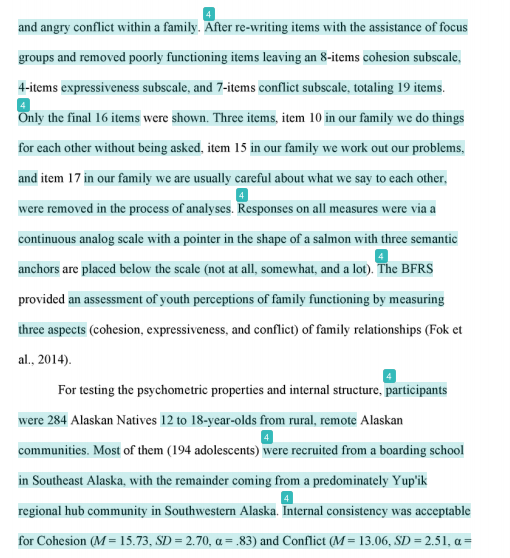 4
and angry conflict within a family. After re-writing items with the assistance of focus
groups and removed poorly functioning items leaving an 8-items cohesion subscale,
4-items expressiveness subscale, and 7-items conflict subscale, totaling 19 items.
4
Only the final 16 items were shown. Three items, item 10 in our family we do things
for each other without being asked, item 15 in our family we work out our problems,
and item 17 in our family we are usually careful about what we say to each other,
4
were removed in the process of analyses. Responses on all measures were via a
continuous analog scale with a pointer in the shape of a salmon with three semantic
4
anchors are placed below the scale (not at all, somewhat, and a lot). The BFRS
provided an assessment of youth perceptions of family functioning by measuring
three aspects (cohesion, expressiveness, and conflict) of family relationships (Fok et
al., 2014).
4
For testing the psychometric properties and internal structure, participants
were 284 Alaskan Natives 12 to 18-year-olds from rural, remote Alaskan
4
communities. Most of them (194 adolescents) were recruited from a boarding school
in Southeast Alaska, with the remainder coming from a predominately Yup'ik
4
regional hub community in Southwestern Alaska. Internal consistency was acceptable
for Cohesion (M = 15.73, SD = 2.70, α = .83) and Conflict (M = 13.06, SD = 2.51, α =